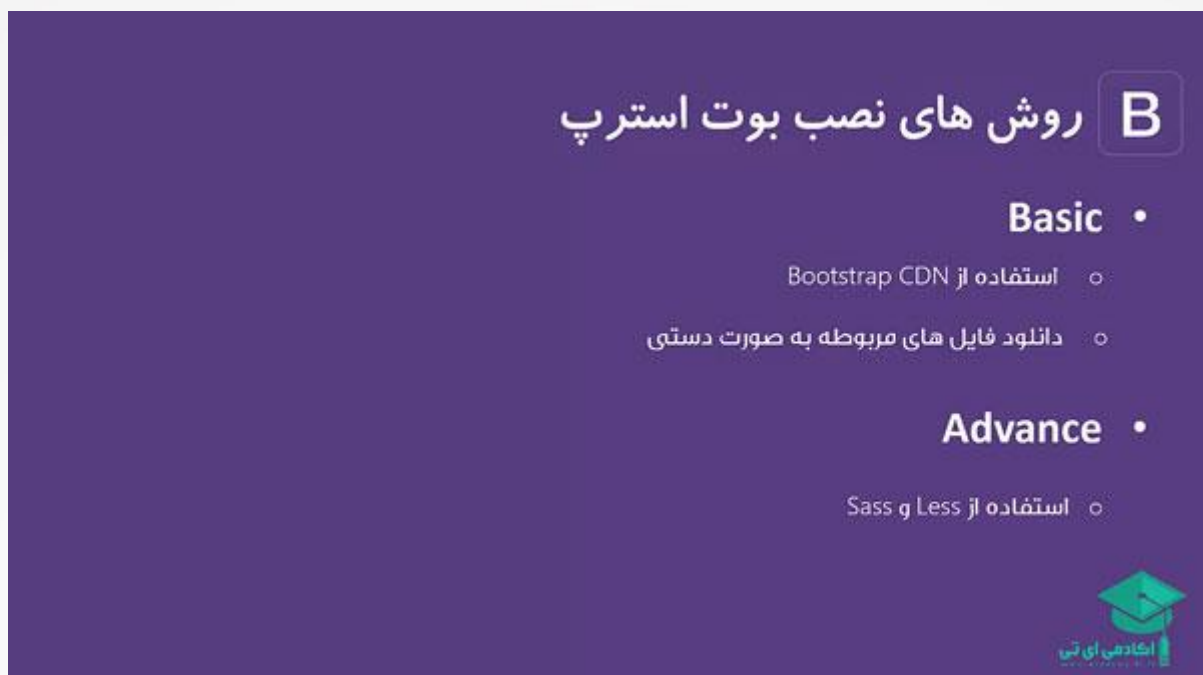 B روش های نصب بوت استرپ
• Basic
○ استفاده از Bootstrap CDN
○ دانلود فایل های مربوطه به صورت دستی
• Advance
○ استفاده از Less و Sass
اکادمی ای تی